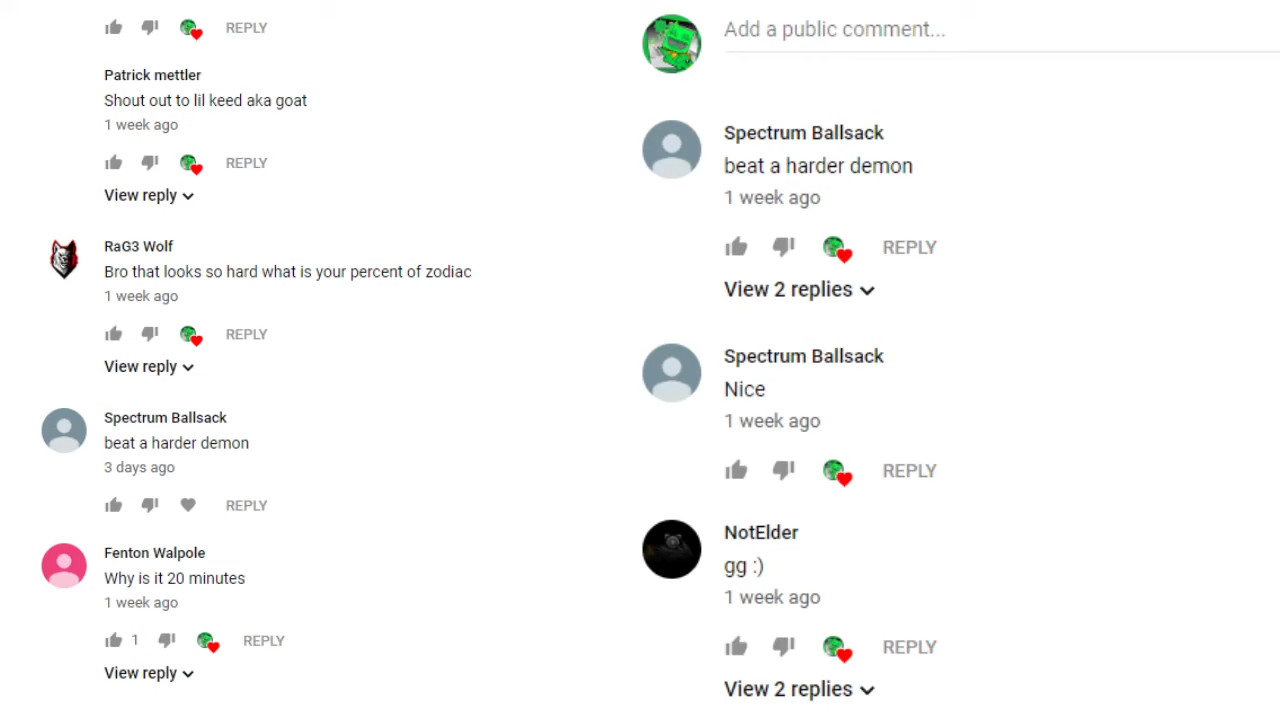 REPLY
Patrick mettler
Shout out to lil keed aka goat
1 week ago
REPLY
View reply
RaG3 Wolf
Bro that looks so hard what is your percent of zodiac
1 week ago
REPLY
View reply
Spectrum Ballsack
beat a harder demon
3 days ago
REPLY
Fenton Walpole
Why is it 20 minutes
1 week ago
1 REPLY
View reply
Add a public comment...
Spectrum Ballsack
beat a harder demon
1 week ago
REPLY
View 2 replies
Spectrum Ballsack
Nice
1 week ago
REPLY
NotElder
gg :)
1 week ago
REPLY
View 2 replies